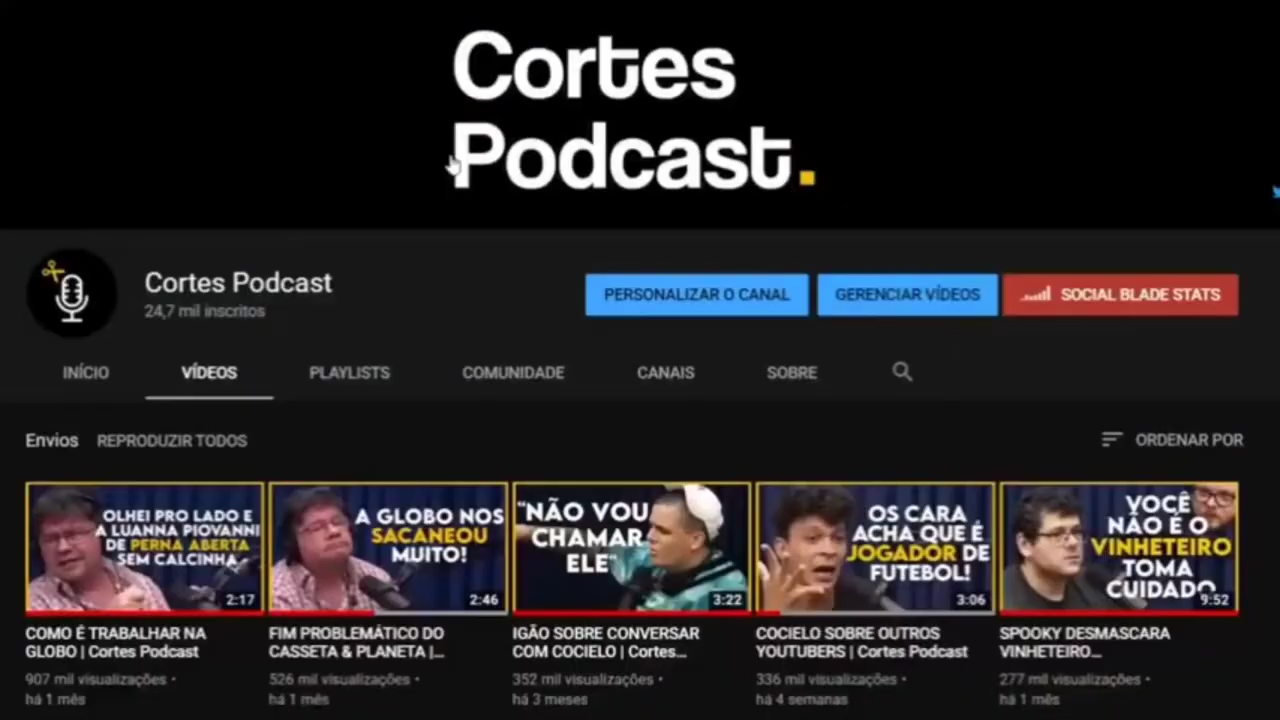 Cortes
Podcast.
Cortes Podcast
24,7 mil inscritos
PERSONALIZAR O CANAL
GERENCIAR VÍDEOS
SOCIAL BLADE STATS
INÍCIO
VÍDEOS
PLAYLISTS
COMUNIDADE
CANAIS
SOBRE
Envios
REPRODUZIR TODOS
ORDENAR POR
OLHEI PRO LADO E
A LUANNA PIOVANNI
DE PERNA ABERTA
SEM CALCINHA
2:17
COMO É TRABALHAR NA
GLOBO | Cortes Podcast
907 mil visualizações •
há 1 mês
A GLOBO NOS
SACANEOU
MUITO!
2:46
FIM PROBLEMÁTICO DO
CASSETA & PLANETA |...
526 mil visualizações •
há 1 mês
"NÃO VOU
CHAMAR
ELE"
3:22
IGÃO SOBRE CONVERSAR
COM COCIELO | Cortes...
352 mil visualizações •
há 3 meses
OS CARA
ACHA QUE É
JOGADOR DE
FUTEBOL!
3:06
COCIELO SOBRE OUTROS
YOUTUBERS | Cortes Podcast
336 mil visualizações •
há 4 semanas
VOCÊ
NÃO É O
VINHETEIRO
TOMA
CUIDADO
9:52
SPOOKY DESMASCARA
VINHETEIRO...
277 mil visualizações •
há 1 mês